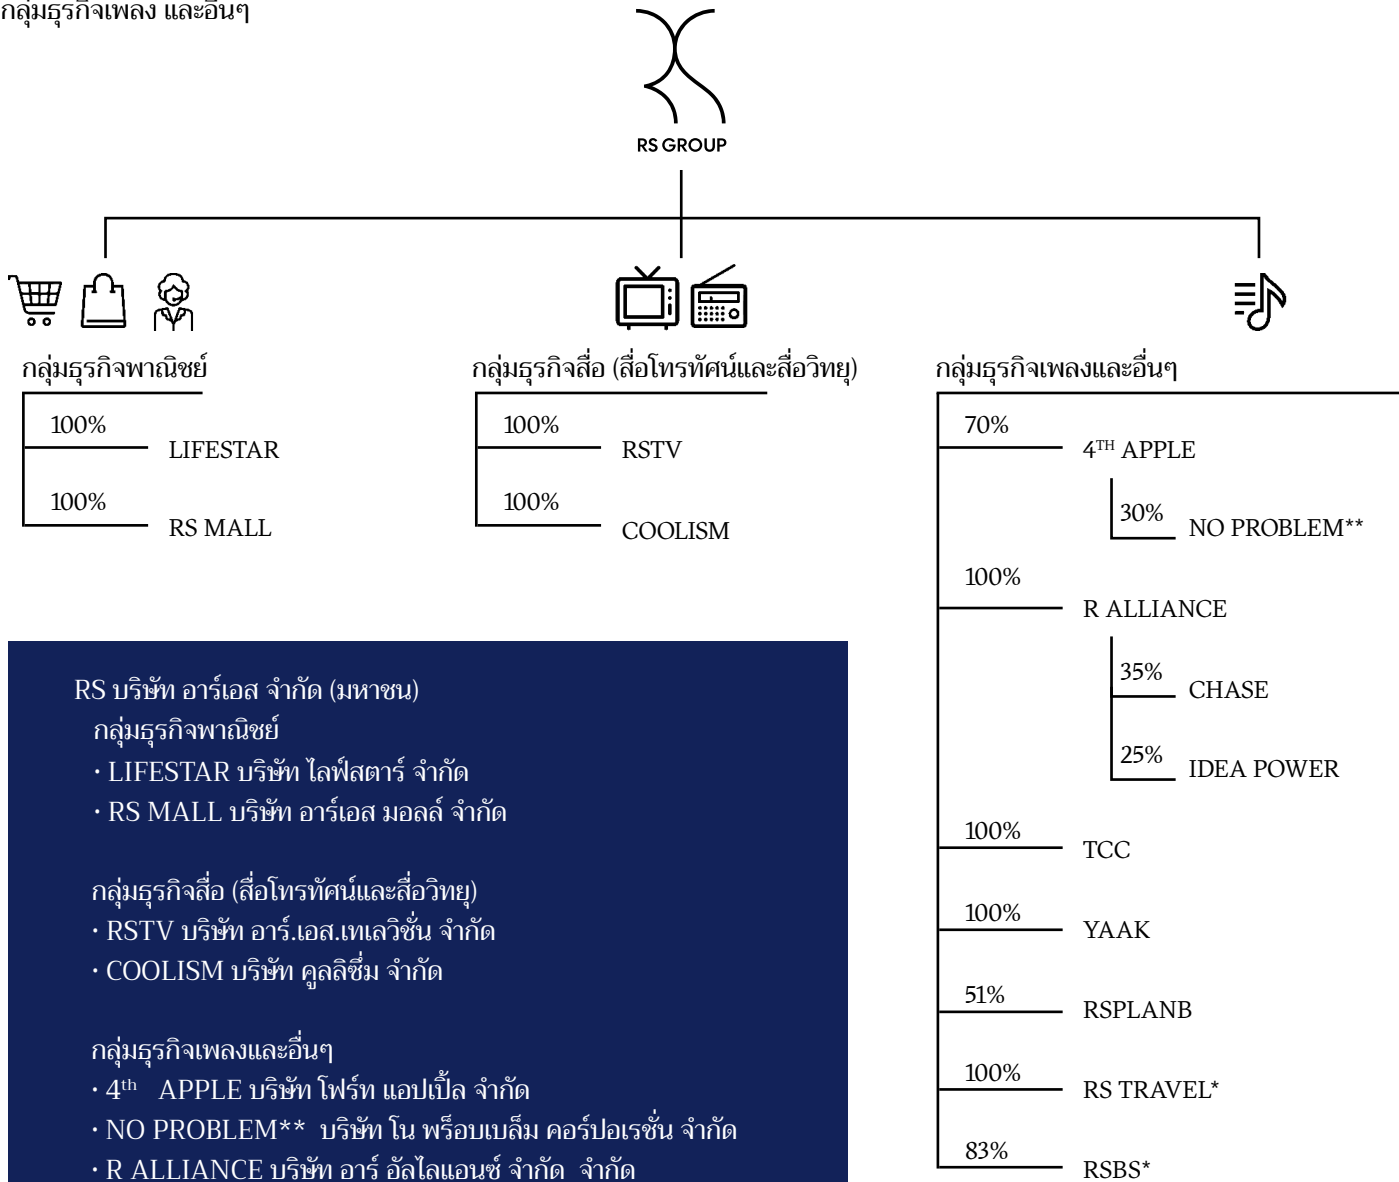 กลุ่มธุรกิจเพลง และอื่นๆ
RS GROUP
กลุ่มธุรกิจพาณิชย์
100%
LIFESTAR
100%
RS MALL
กลุ่มธุรกิจสื่อ (สื่อโทรทัศน์และสื่อวิทยุ)
100%
RSTV
100%
COOLISM
กลุ่มธุรกิจเพลงและอื่นๆ
70%
4TH APPLE
30%
NO PROBLEM**
100%
R ALLIANCE
35%
CHASE
25%
IDEA POWER
100%
TCC
100%
YAAK
51%
RSPLANB
100%
RS TRAVEL*
83%
RSBS*
RS บริษัท อาร์เอส จำกัด (มหาชน)
กลุ่มธุรกิจพาณิชย์
· LIFESTAR บริษัท ไลฟ์สตาร์ จำกัด
· RS MALL บริษัท อาร์เอส มอลล์ จำกัด
กลุ่มธุรกิจสื่อ (สื่อโทรทัศน์และสื่อวิทยุ)
· RSTV บริษัท อาร์.เอส.เทเลวิชั่น จำกัด
· COOLISM บริษัท คูลลิซึ่ม จำกัด
กลุ่มธุรกิจเพลงและอื่นๆ
· 4th APPLE บริษัท โฟร์ท แอปเปิ้ล จำกัด
· NO PROBLEM** บริษัท โน พร็อบเบล็ม คอร์ปอเรชั่น จำกัด
· R ALLIANCE บริษัท อาร์ อัลไลแอนซ์ จำกัด จำกัด